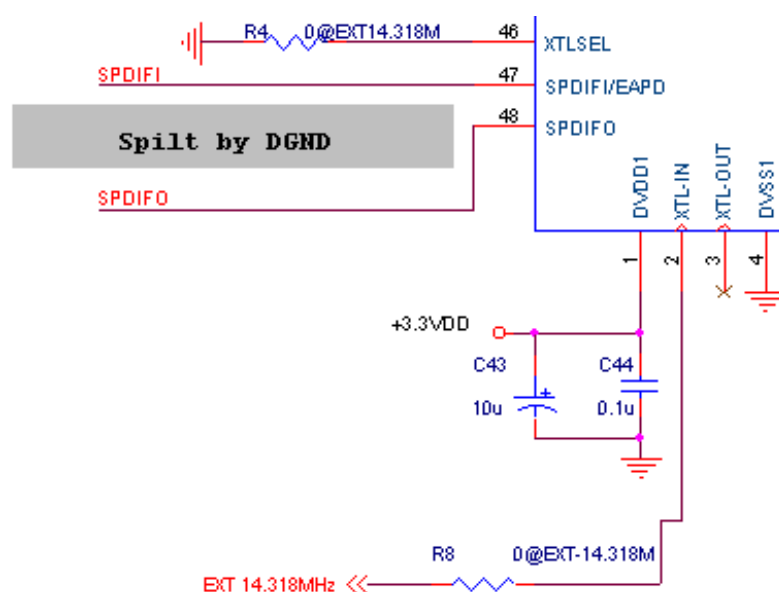 R4 0@EXT14.318M 46 XTLSEL
SPDIFI 47 SPDIFI/EAPD
48 SPDIFO
Spilt by DGND
SPDIFO
DVDD1 XTL-IN XTL-OUT DVSS1
1 2 3 4
+3.3VDD
C43 C44
10u + 0.1u
R8 0@EXT-14.318M
EXT 14.318MHz